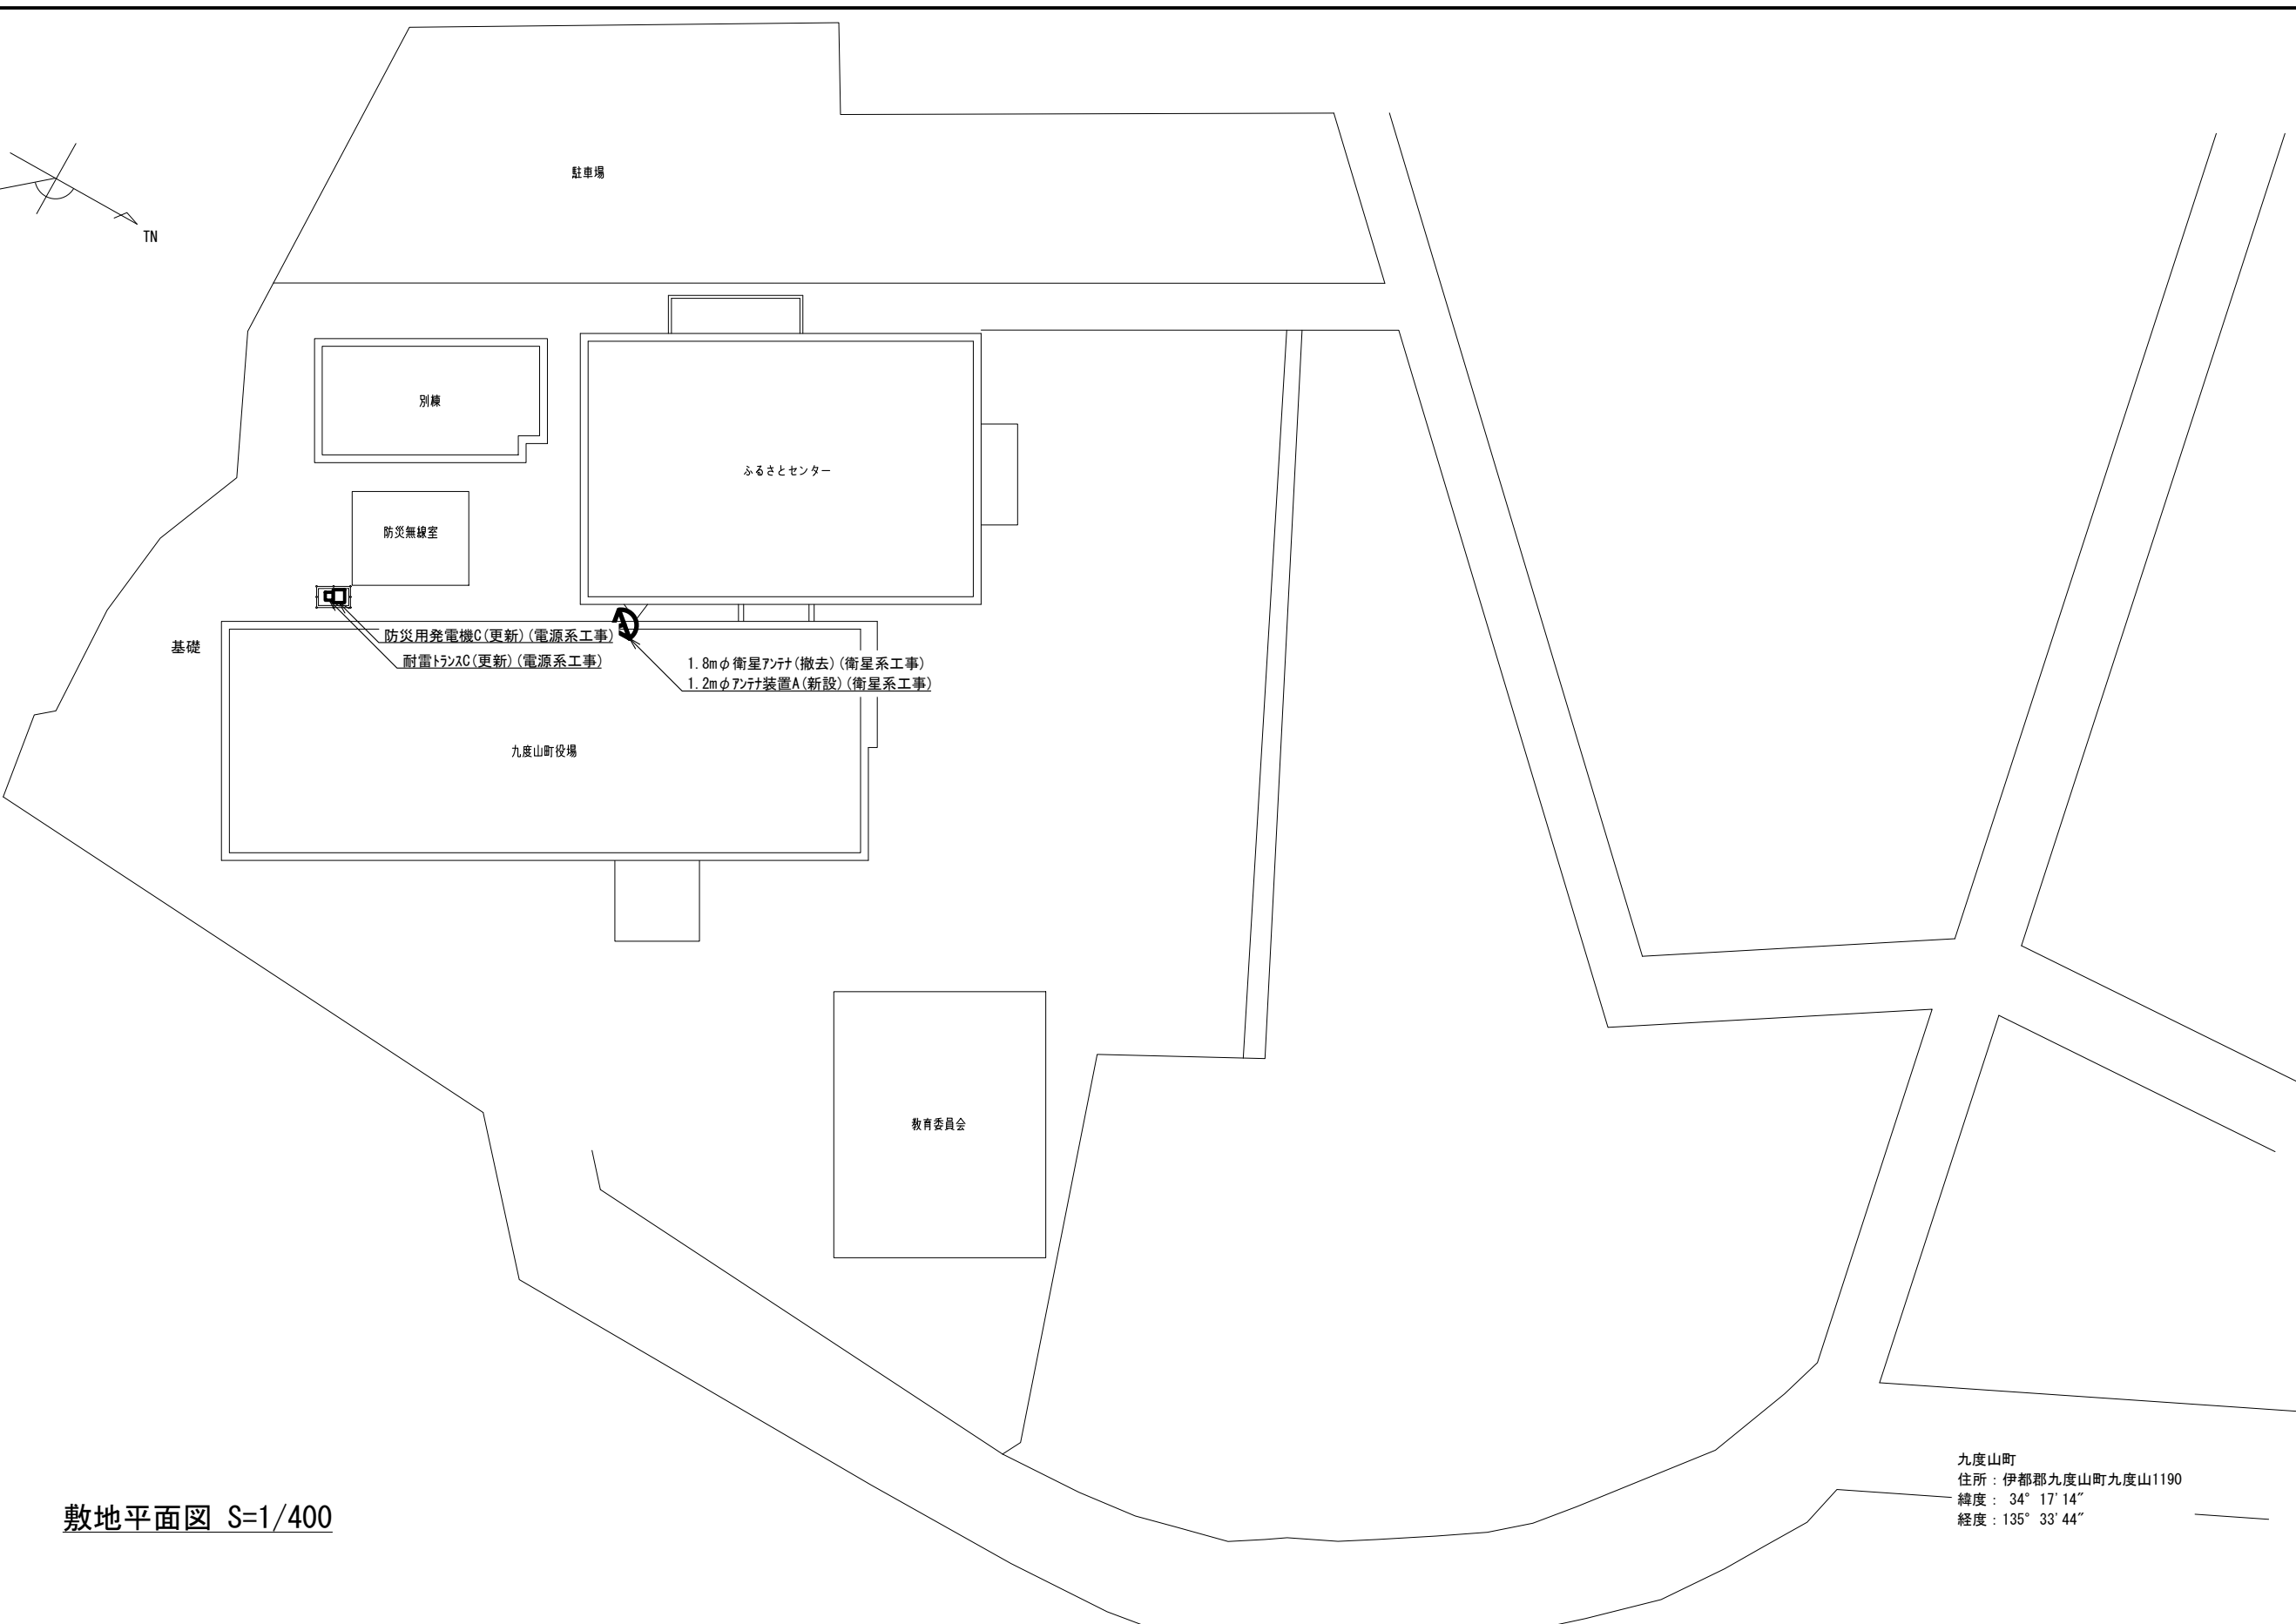 駐車場
TN
別棟
ふるさとセンター
防災無線室
基礎
防災用発電機C(更新)(電源系工事)
耐雷ﾄﾗﾝｽC(更新)(電源系工事)
1.8mφ衛星ｱﾝﾃﾅ(撤去)(衛星系工事)
1.2mφｱﾝﾃﾅ装置A(新設)(衛星系工事)
九度山町役場
教育委員会
九度山町
住所：伊都郡九度山町九度山1190
緯度： 34°17′14″
経度：135°33′44″
敷地平面図 S=1/400